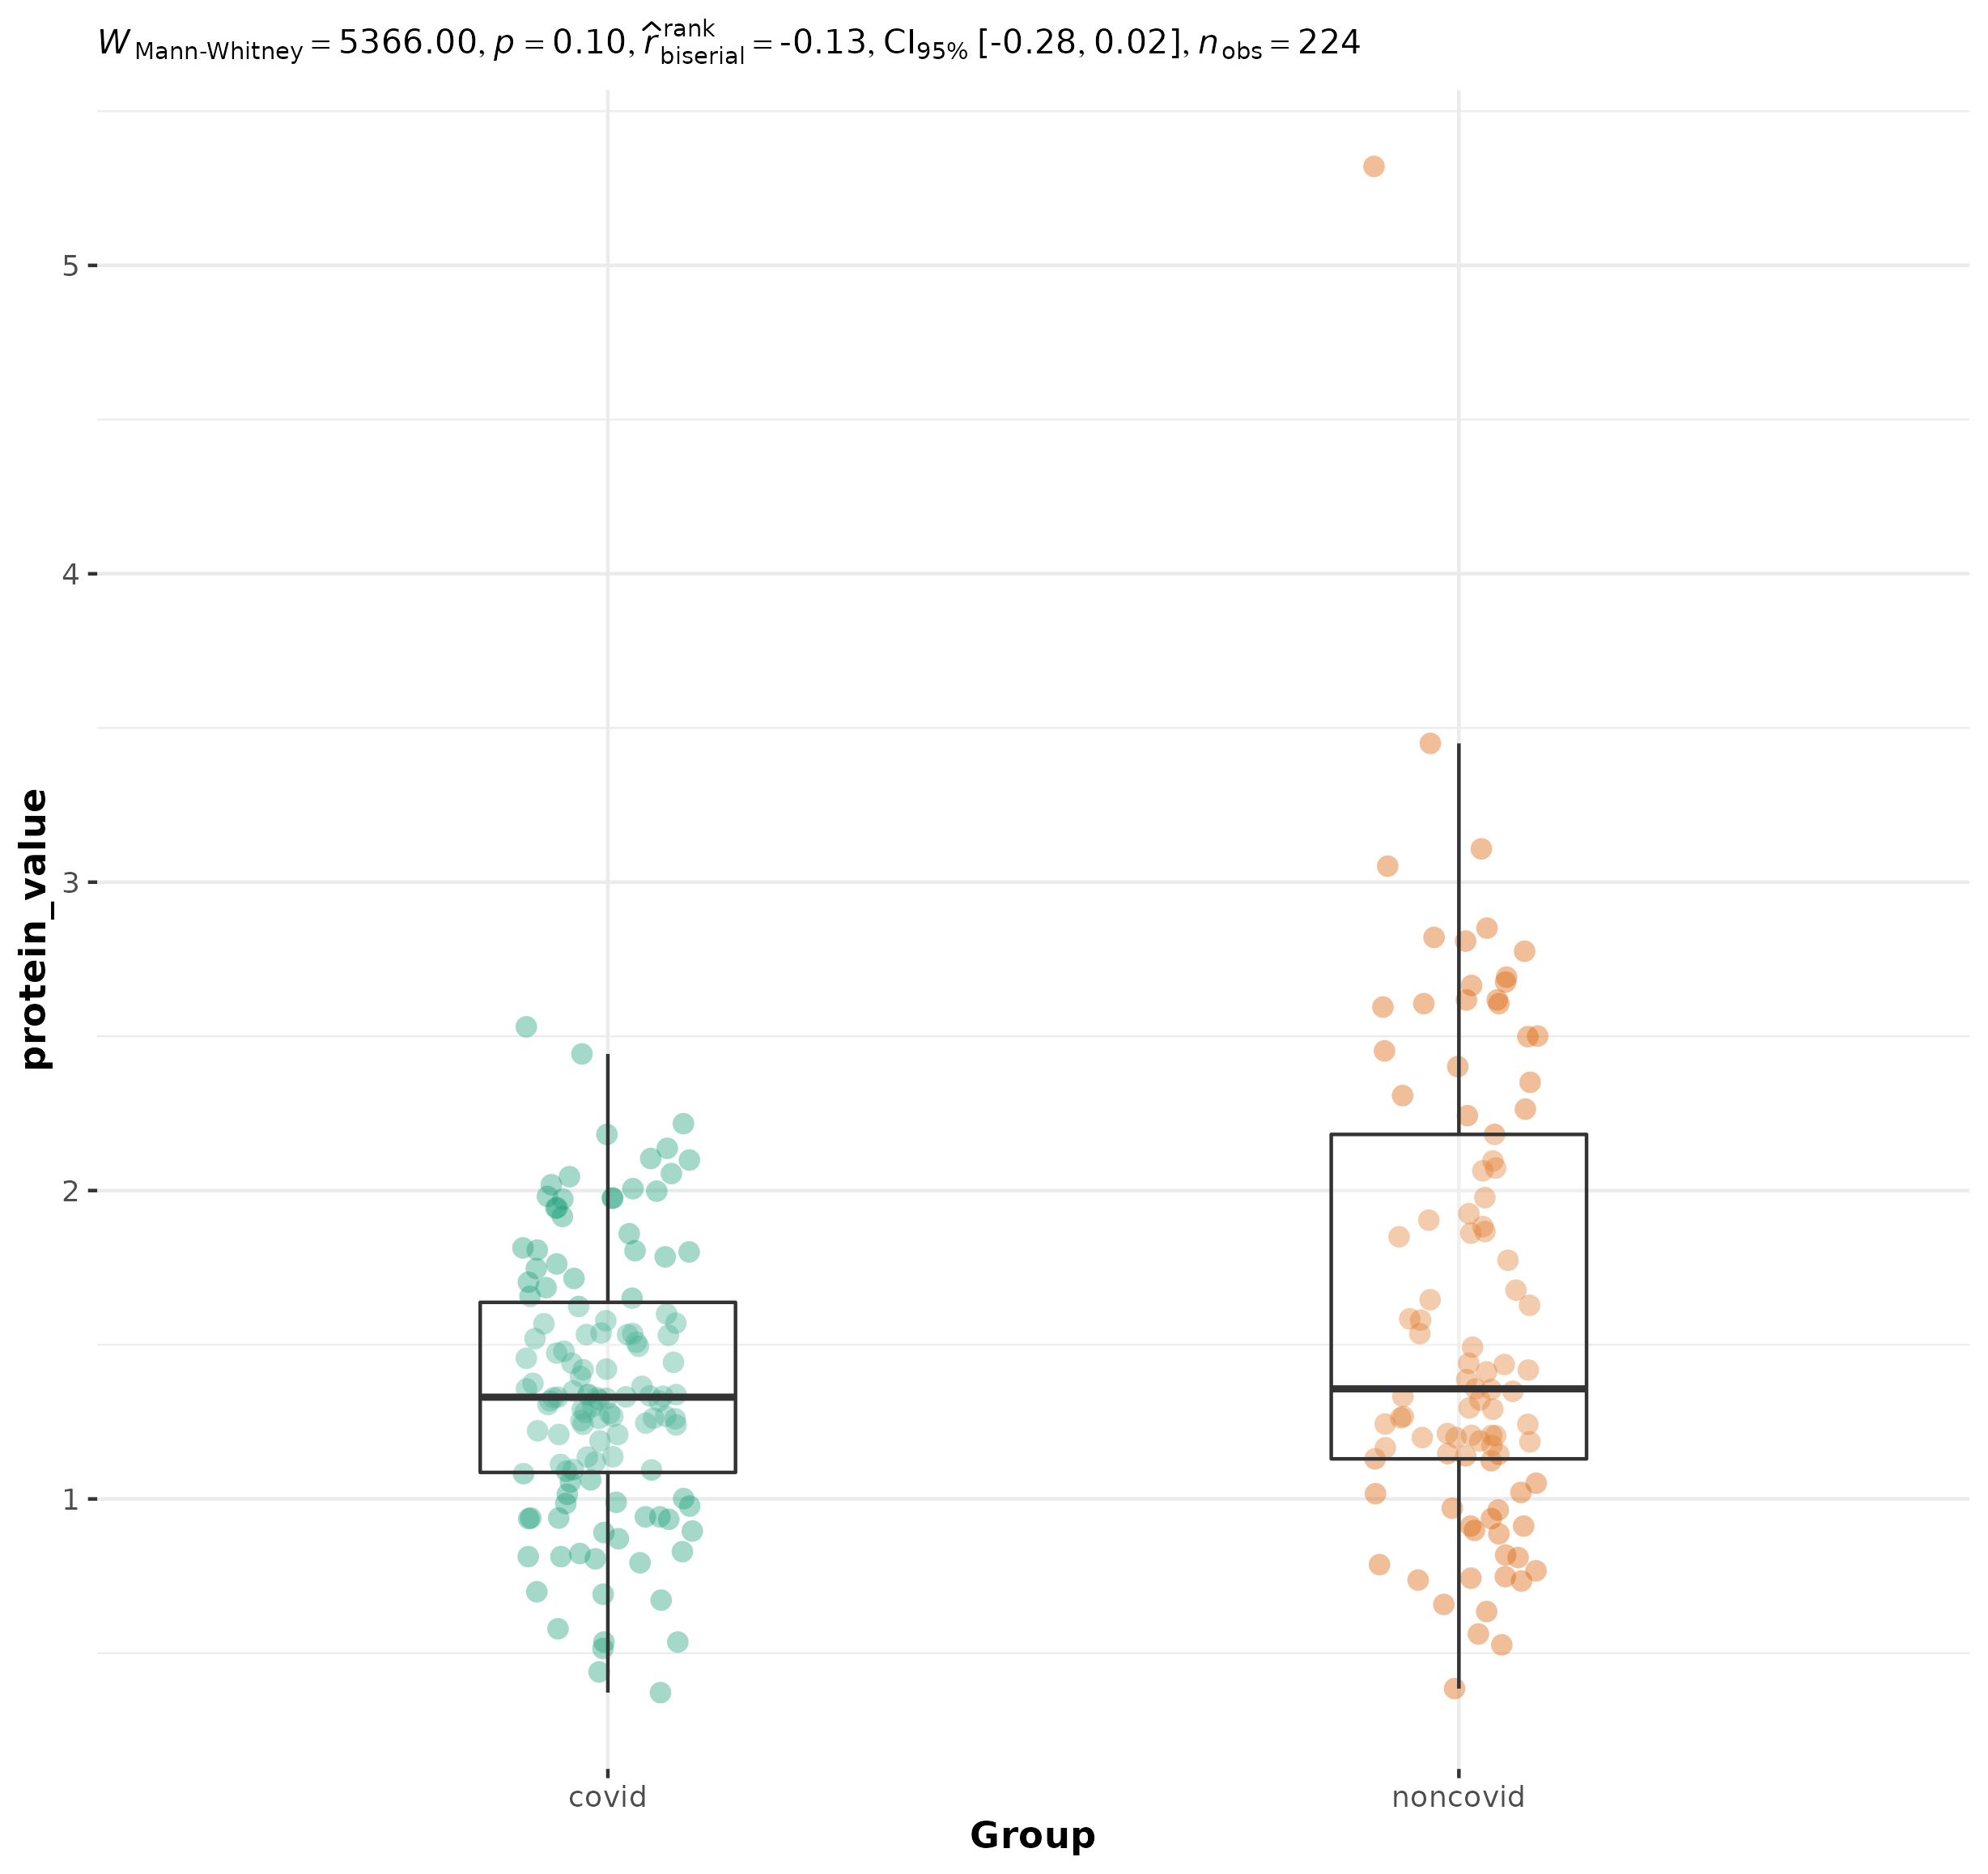 W Mann-Whitney = 5366.00, p = 0.10, r̂ rank biserial = -0.13, CI95% [-0.28, 0.02], nobs = 224
5
4
3
2
1
protein_value
covid noncovid
Group